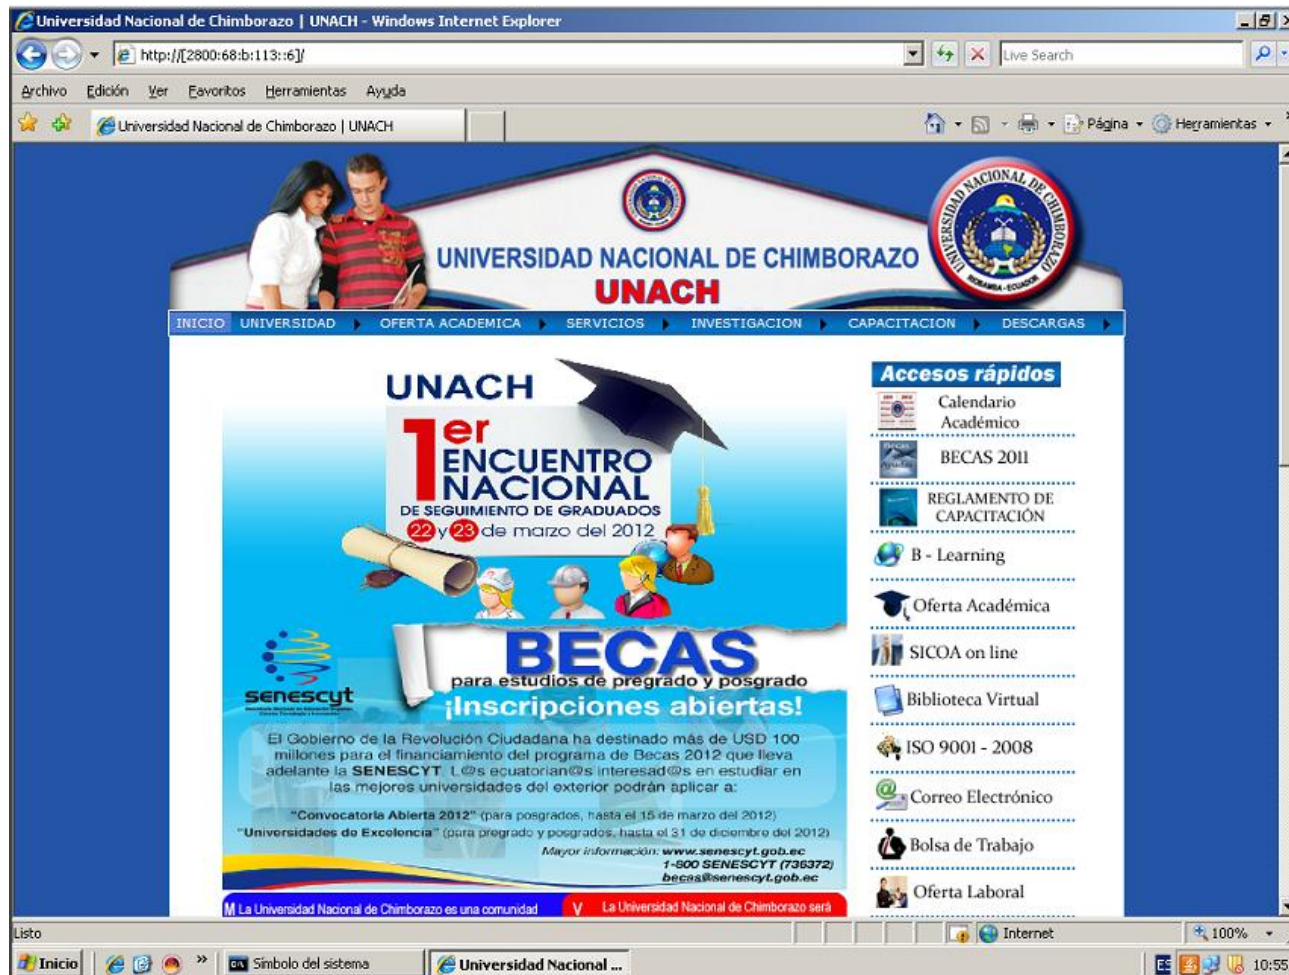 Universidad Nacional de Chimborazo | UNACH - Windows Internet Explorer
http://[2800:68:b:113::6]/
Live Search
Archivo Edición Ver Favoritos Herramientas Ayuda
Universidad Nacional de Chimborazo | UNACH
Página Herramientas
UNIVERSIDAD NACIONAL DE CHIMBORAZO
RIOBAMBA - ECUADOR
UNIVERSIDAD NACIONAL DE CHIMBORAZO
UNACH
INICIO UNIVERSIDAD OFERTA ACADEMICA SERVICIOS INVESTIGACION CAPACITACION DESCARGAS
UNACH
1er
ENCUENTRO
NACIONAL
DE SEGUIMIENTO DE GRADUADOS
22 y 23 de marzo del 2012
senescyt
BECAS
para estudios de pregrado y posgrado
¡Inscripciones abiertas!
El Gobierno de la Revolución Ciudadana ha destinado más de USD 100
millones para el financiamiento del programa de Becas 2012 que lleva
adelante la SENESCYT. L@s ecuatorian@s interesad@s en estudiar en
las mejores universidades del exterior podrán aplicar a:
"Convocatoria Abierta 2012" (para posgrados, hasta el 15 de marzo del 2012)
"Universidades de Excelencia" (para pregrado y posgrados, hasta el 31 de diciembre del 2012)
Mayor información: www.senescyt.gob.ec
1-800 SENESCYT (736372)
becas@senescyt.gob.ec
M La Universidad Nacional de Chimborazo es una comunidad
V La Universidad Nacional de Chimborazo será
Accesos rápidos
Calendario
Académico
BECAS 2011
REGLAMENTO DE
CAPACITACIÓN
B - Learning
Oferta Académica
SICOA on line
Biblioteca Virtual
ISO 9001 - 2008
Correo Electrónico
Bolsa de Trabajo
Oferta Laboral
Listo
Internet
100%
Inicio
Símbolo del sistema
Universidad Nacional ...
ES
10:55